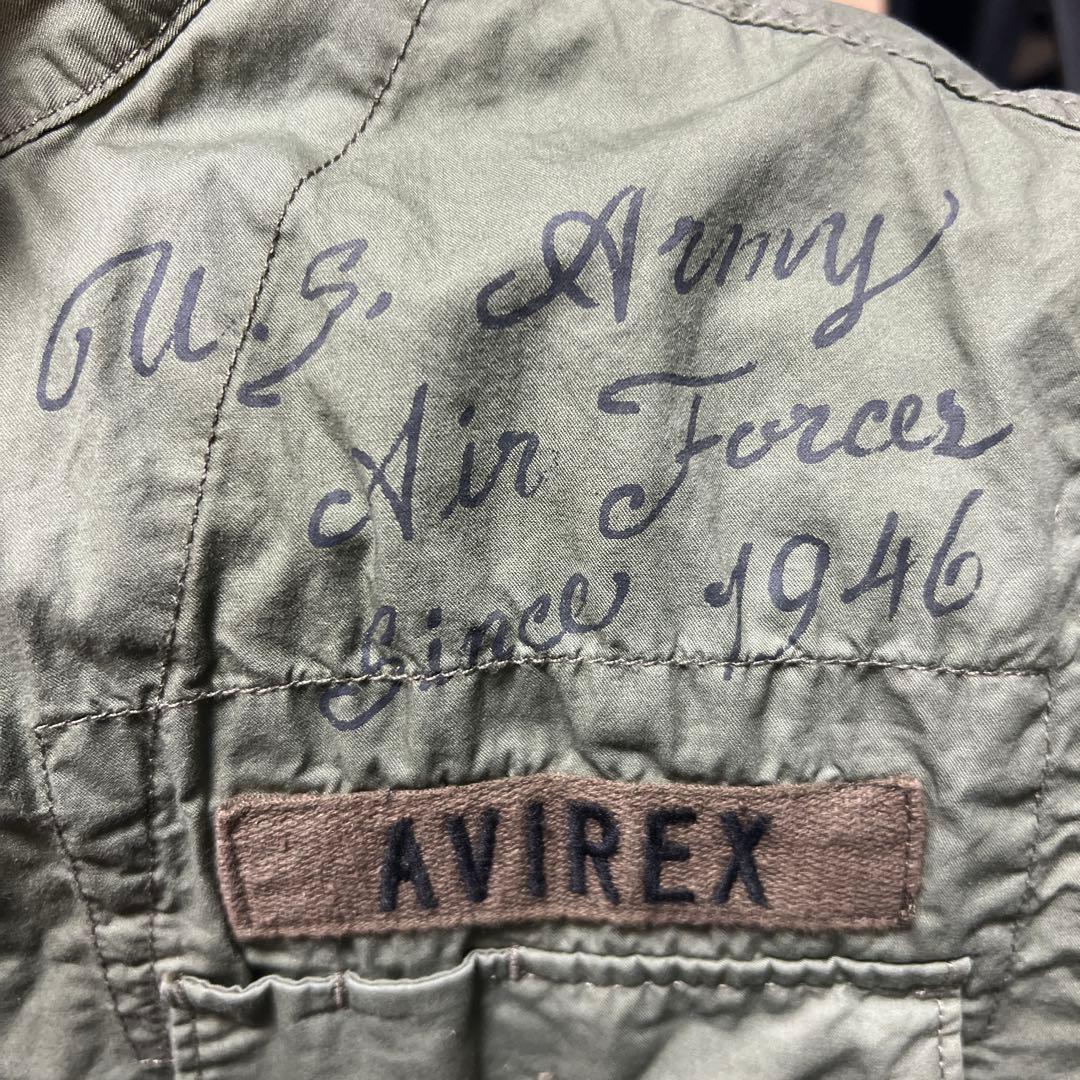 U.S. Army
Air Forces
Since 1946
AVIREX